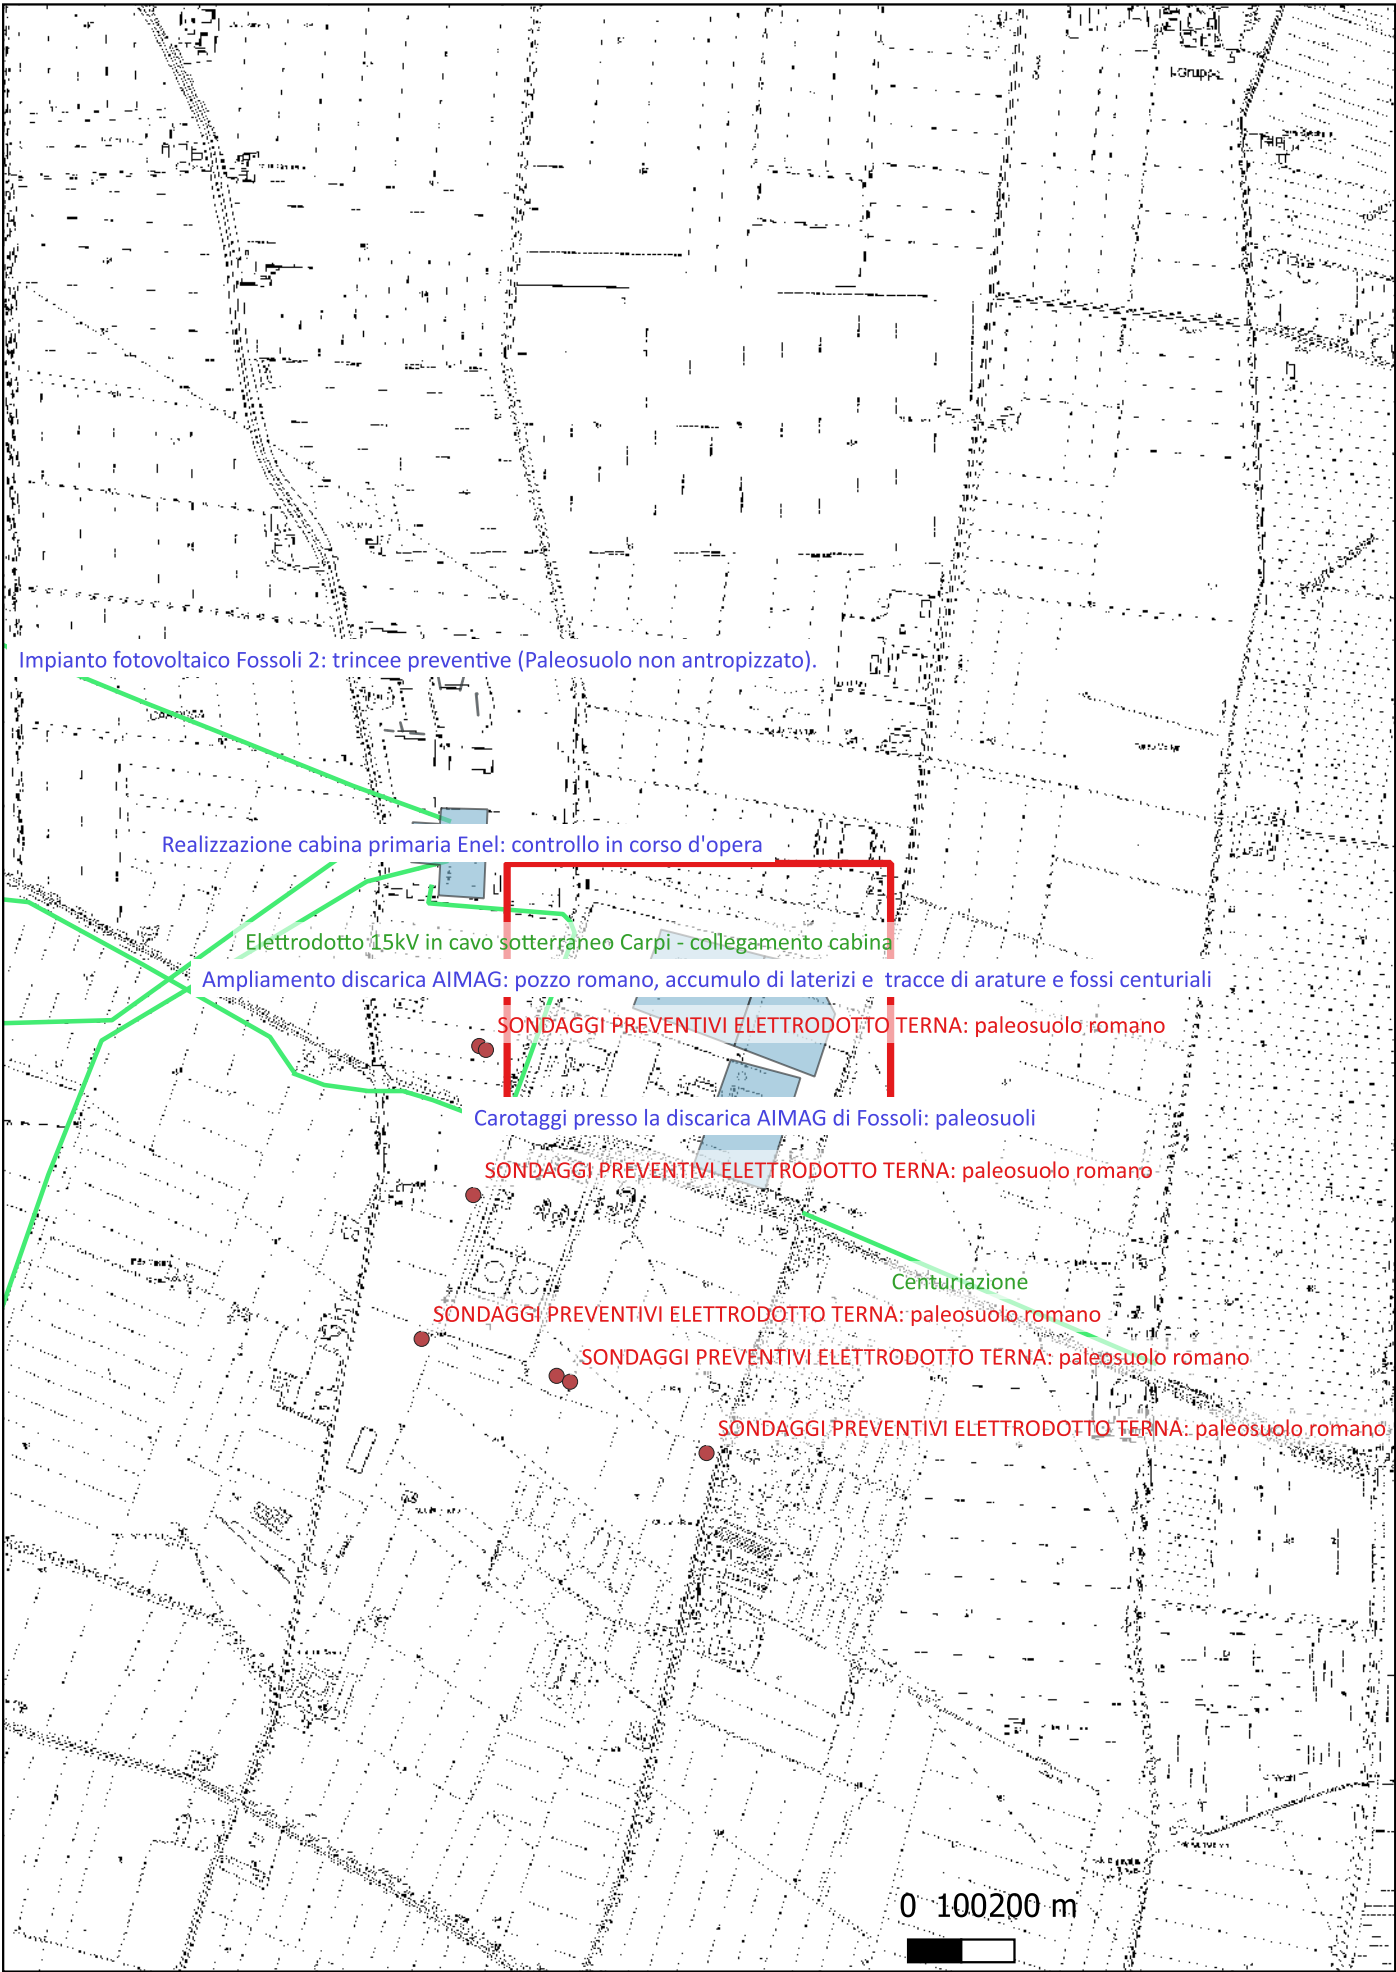 I Gruppi
Impianto fotovoltaico Fossoli 2: trincee preventive (Paleosuolo non antropizzato).
Realizzazione cabina primaria Enel: controllo in corso d'opera
Elettrodotto 15kV in cavo sotterraneo Carpi - collegamento cabina
Ampliamento discarica AIMAG: pozzo romano, accumulo di laterizi e  tracce di arature e fossi centuriali
SONDAGGI PREVENTIVI ELETTRODOTTO TERNA: paleosuolo romano
Carotaggi presso la discarica AIMAG di Fossoli: paleosuoli
SONDAGGI PREVENTIVI ELETTRODOTTO TERNA: paleosuolo romano
Centuriazione
SONDAGGI PREVENTIVI ELETTRODOTTO TERNA: paleosuolo romano
SONDAGGI PREVENTIVI ELETTRODOTTO TERNA: paleosuolo romano
SONDAGGI PREVENTIVI ELETTRODOTTO TERNA: paleosuolo romano
0 100200 m